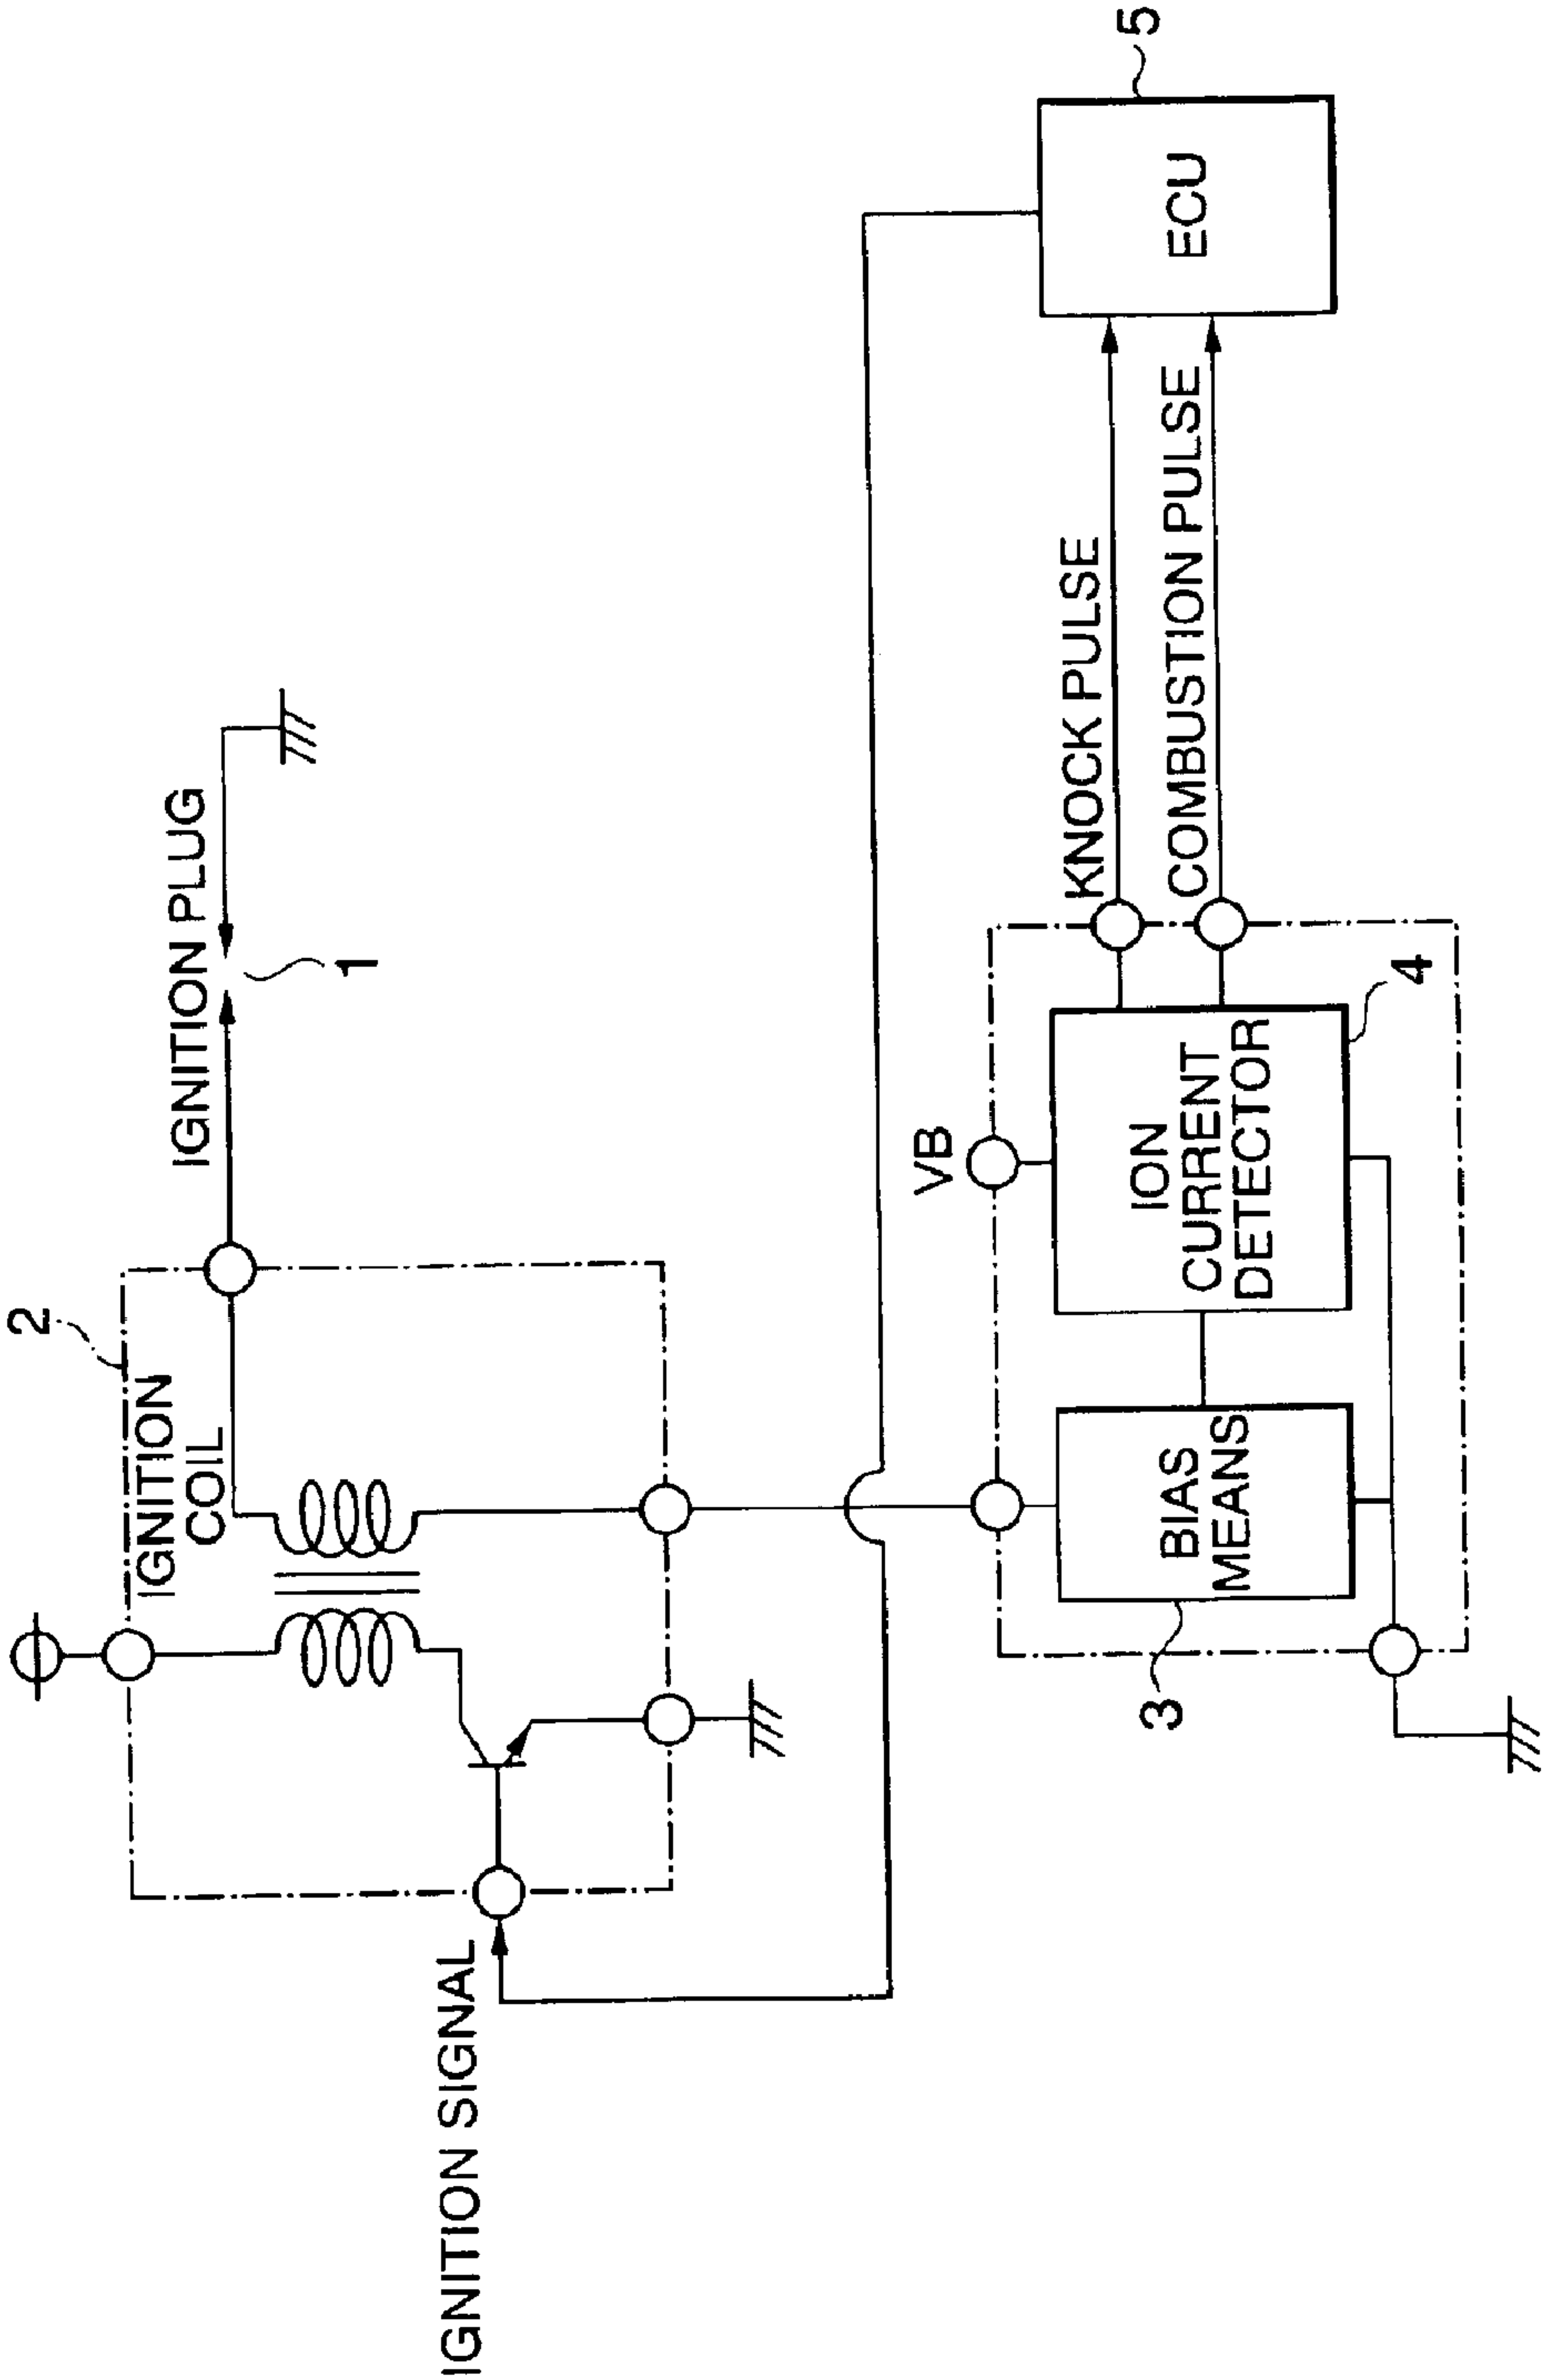 2
IGNITION
COIL
IGNITION PLUG
1
IGNITION SIGNAL
VB
KNOCK PULSE
COMBUSTION PULSE
5
ECU
BIAS
MEANS
ION
CURRENT
DETECTOR
3
4